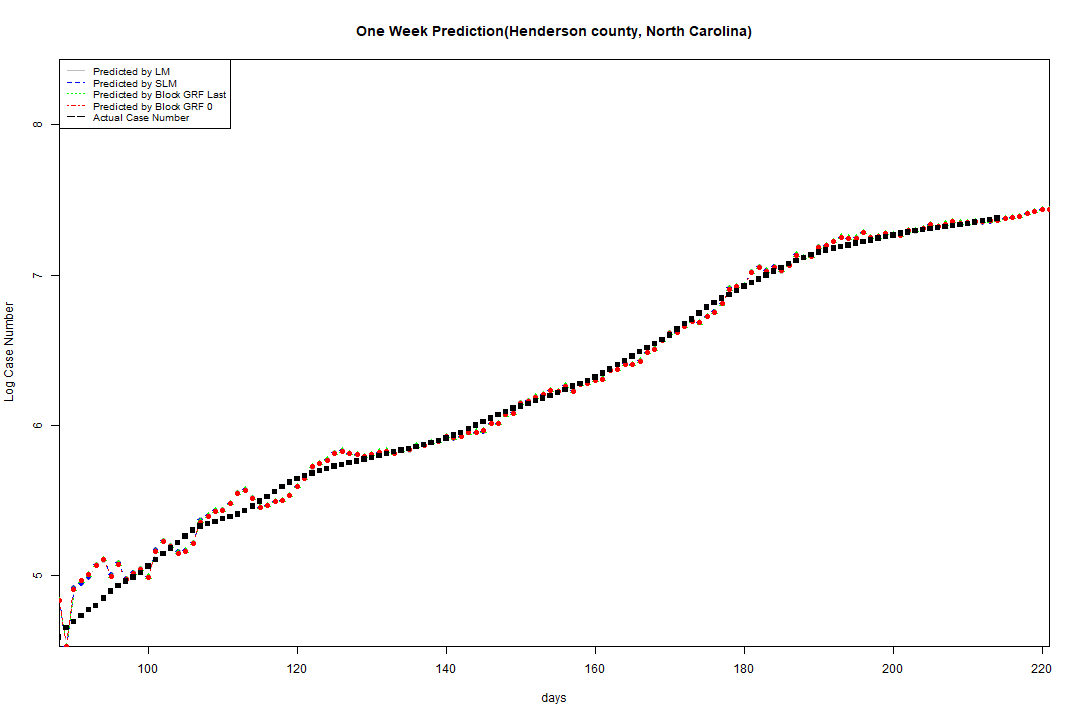 One Week Prediction(Henderson county, North Carolina)
Predicted by LM
Predicted by SLM
Predicted by Block GRF Last
Predicted by Block GRF 0
Actual Case Number
8
7
6
5
Log Case Number
100 120 140 160 180 200 220
days